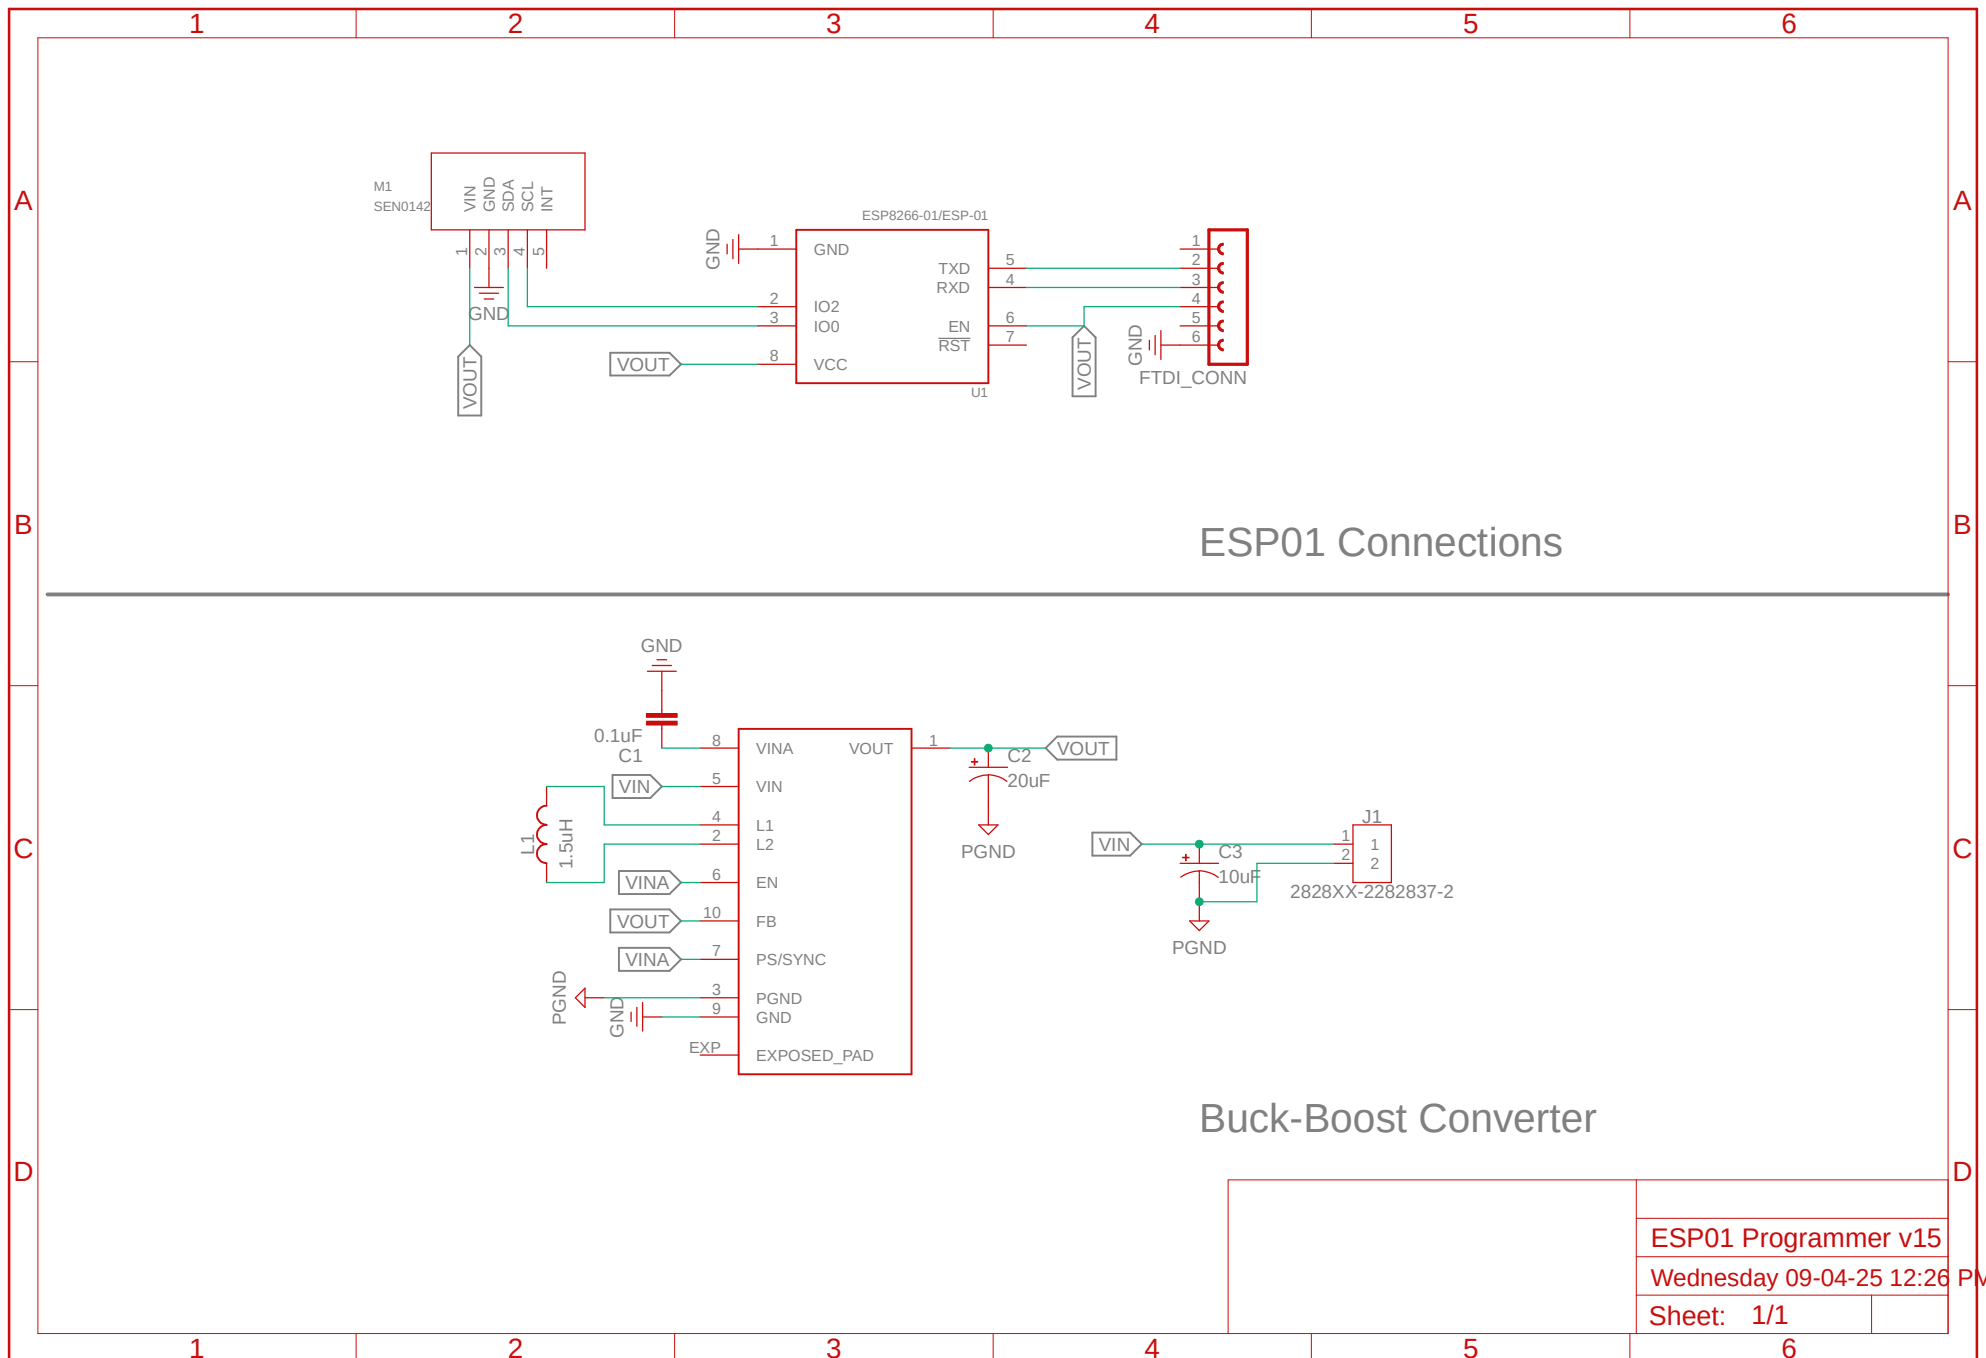 1 2 3 4 5 6
A A
M1
SEN0142
VIN
GND
SDA
SCL
INT
1
2
3
4
5
GND
VOUT
ESP8266-01/ESP-01
GND
1 GND
2 IO2
3 IO0
VOUT
8 VCC
TXD 5
RXD 4
EN 6
RST 7
U1
VOUT
GND
1
2
3
4
5
6
FTDI_CONN
B B
ESP01 Connections
GND
0.1uF
C1
8 VINA
VIN
5 VIN
L1
1.5uH
4 L1
2 L2
VINA
6 EN
VOUT
10 FB
VINA
7 PS/SYNC
PGND
3 PGND
GND
9 GND
EXP EXPOSED_PAD
VOUT 1
VOUT
C2
20uF
PGND
C C
VIN
C3
10uF
PGND
J1
1 1
2 2
2828XX-2282837-2
Buck-Boost Converter
D D
ESP01 Programmer v15
Wednesday 09-04-25 12:26 PM
Sheet: 1/1
1 2 3 4 5 6